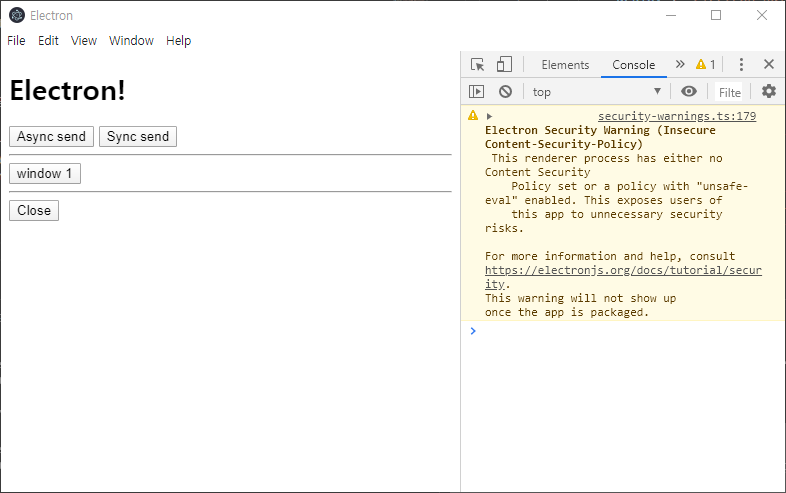 Electron
File Edit View Window Help
Electron!
Async send Sync send
window 1
Close
Elements Console 1
top Filte
security-warnings.ts:179
Electron Security Warning (Insecure
Content-Security-Policy)
This renderer process has either no
Content Security
Policy set or a policy with "unsafe-
eval" enabled. This exposes users of
this app to unnecessary security
risks.
For more information and help, consult
https://electronjs.org/docs/tutorial/secur
ity.
This warning will not show up
once the app is packaged.